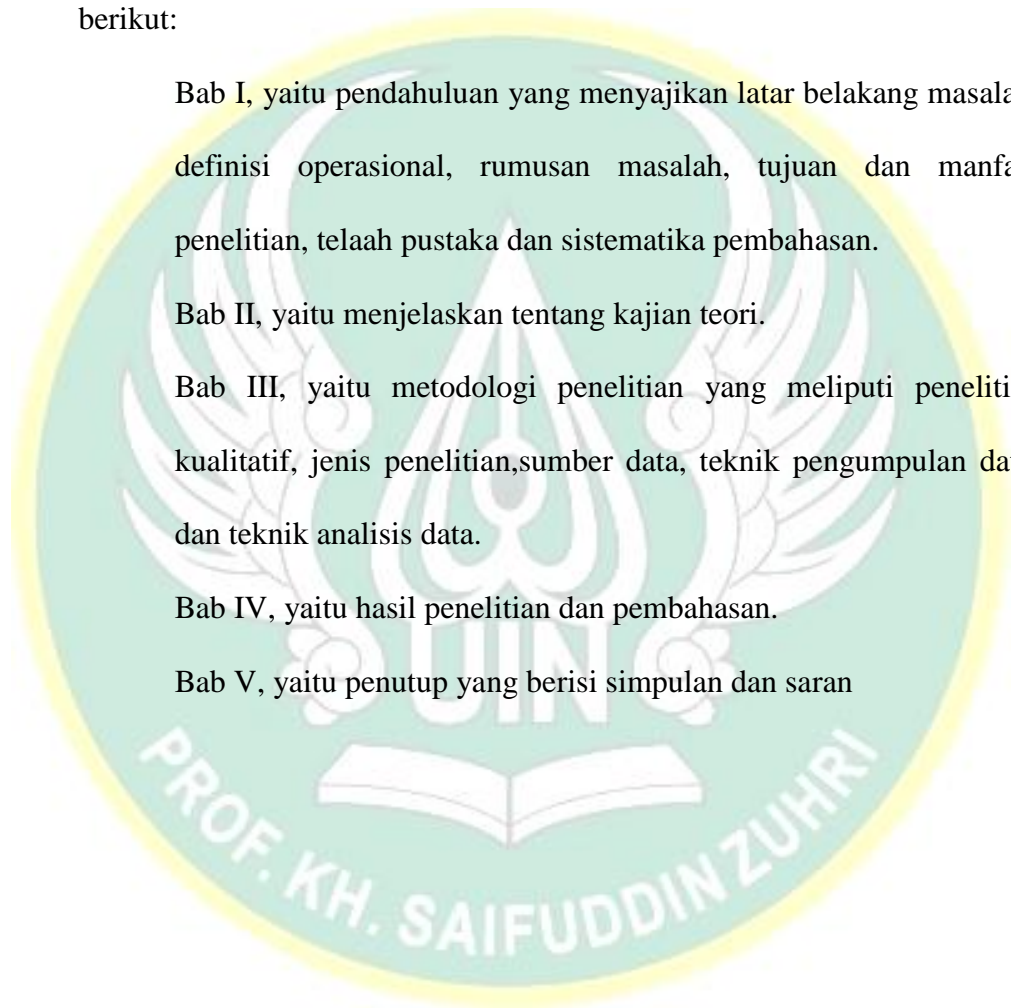 berikut:
Bab I, yaitu pendahuluan yang menyajikan latar belakang masala
definisi operasional, rumusan masalah, tujuan dan manfa
penelitian, telaah pustaka dan sistematika pembahasan.
Bab II, yaitu menjelaskan tentang kajian teori.
Bab III, yaitu metodologi penelitian yang meliputi peneliti
kualitatif, jenis penelitian,sumber data, teknik pengumpulan da
dan teknik analisis data.
Bab IV, yaitu hasil penelitian dan pembahasan.
Bab V, yaitu penutup yang berisi simpulan dan saran
UIN
PROF. KH. SAIFUDDIN ZUHRI